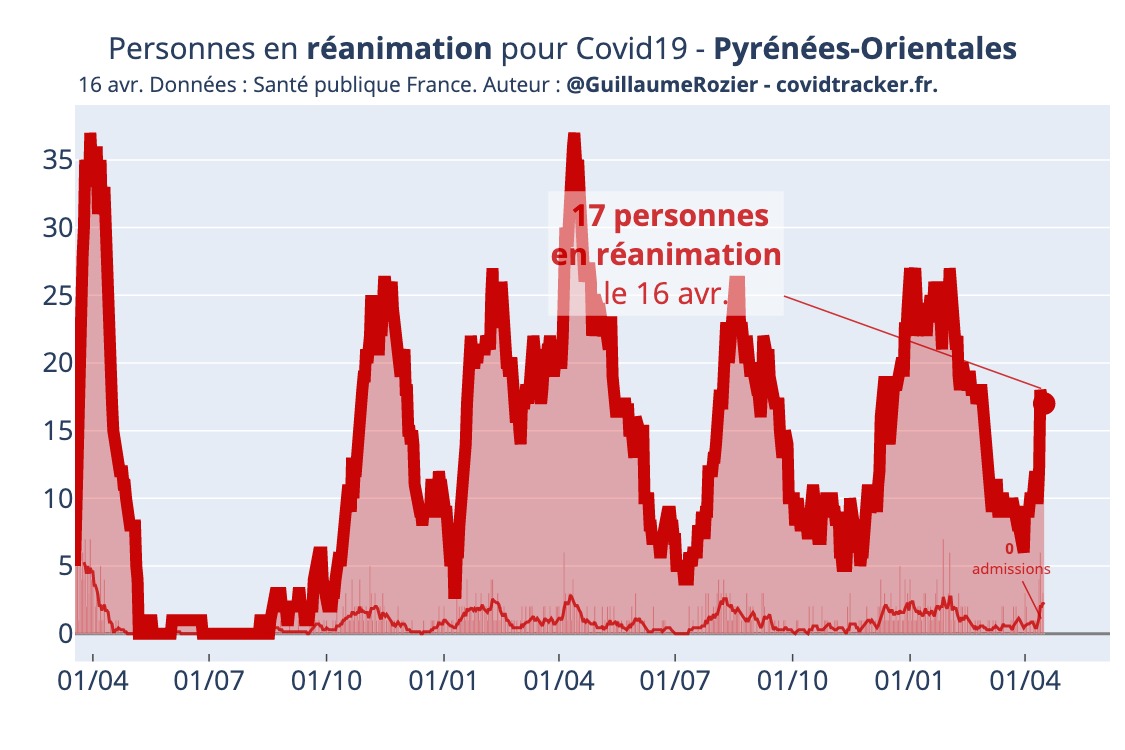 Personnes en réanimation pour Covid19 - Pyrénées-Orientales
16 avr. Données : Santé publique France. Auteur : @GuillaumeRozier - covidtracker.fr.
35
30
25
20
15
10
5
0
17 personnes
en réanimation
le 16 avr.
0
admissions
01/04 01/07 01/10 01/01 01/04 01/07 01/10 01/01 01/04